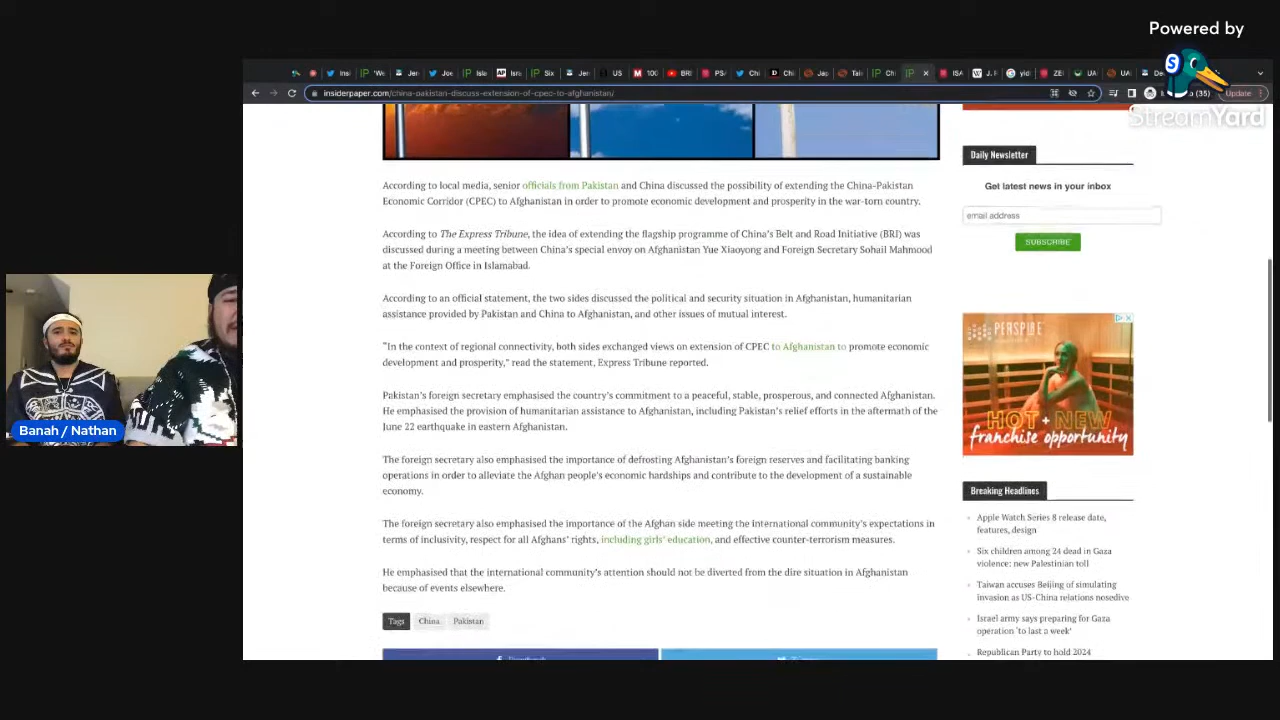 Powered by
StreamYard
insiderpaper.com/china-pakistan-discuss-extension-of-cpec-to-afghanistan/
Update
According to local media, senior officials from Pakistan and China discussed the possibility of extending the China-Pakistan
Economic Corridor (CPEC) to Afghanistan in order to promote economic development and prosperity in the war-torn country.
According to The Express Tribune, the idea of extending the flagship programme of China's Belt and Road Initiative (BRI) was
discussed during a meeting between China's special envoy on Afghanistan Yue Xiaoyong and Foreign Secretary Sohail Mahmood
at the Foreign Office in Islamabad.
According to an official statement, the two sides discussed the political and security situation in Afghanistan, humanitarian
assistance provided by Pakistan and China to Afghanistan, and other issues of mutual interest.
“In the context of regional connectivity, both sides exchanged views on extension of CPEC to Afghanistan to promote economic
development and prosperity,” read the statement, Express Tribune reported.
Pakistan's foreign secretary emphasised the country's commitment to a peaceful, stable, prosperous, and connected Afghanistan.
He emphasised the provision of humanitarian assistance to Afghanistan, including Pakistan's relief efforts in the aftermath of the
June 22 earthquake in eastern Afghanistan.
The foreign secretary also emphasised the importance of defrosting Afghanistan's foreign reserves and facilitating banking
operations in order to alleviate the Afghan people's economic hardships and contribute to the development of a sustainable
economy.
The foreign secretary also emphasised the importance of the Afghan side meeting the international community's expectations in
terms of inclusivity, respect for all Afghans' rights, including girls' education, and effective counter-terrorism measures.
He emphasised that the international community's attention should not be diverted from the dire situation in Afghanistan
because of events elsewhere.
Tags China Pakistan
Daily Newsletter
Get latest news in your inbox
email address
SUBSCRIBE
PERSPIRE
HOT + NEW
franchise opportunity
Breaking Headlines
Apple Watch Series 8 release date,
features, design
Six children among 24 dead in Gaza
violence: new Palestinian toll
Taiwan accuses Beijing of simulating
invasion as US-China relations nosedive
Israel army says preparing for Gaza
operation 'to last a week'
Republican Party to hold 2024
Banah / Nathan